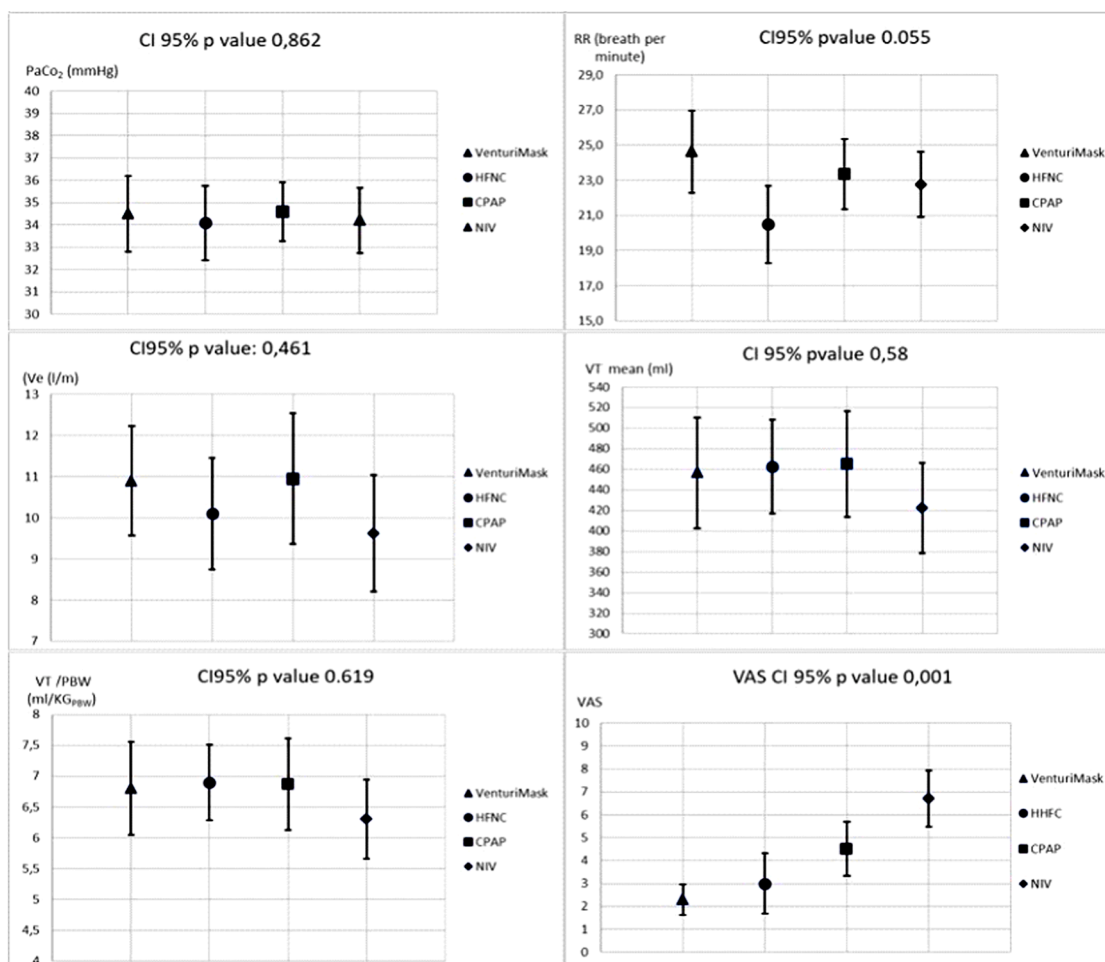 CI 95% p value 0,862
PaCo₂ (mmHg)
40
39
38
37
36
35
34
33
32
31
30
VenturiMask
HFNC
CPAP
NIV
CI95% pvalue 0.055
RR (breath per
minute)
29,0
27,0
25,0
23,0
21,0
19,0
17,0
15,0
VenturiMask
HFNC
CPAP
NIV
CI95% p value: 0,461
(Ve (l/m)
13
12
11
10
9
8
7
VenturiMask
HFNC
CPAP
NIV
CI 95% pvalue 0,58
VT mean (ml)
540
520
500
480
460
440
420
400
380
360
340
320
300
VenturiMask
HFNC
CPAP
NIV
CI95% p value 0.619
VT /PBW
(ml/KG_PBW)
8
7,5
7
6,5
6
5,5
5
4,5
4
VenturiMask
HFNC
CPAP
NIV
VAS CI 95% p value 0,001
VAS
10
9
8
7
6
5
4
3
2
1
0
VenturiMask
HHFC
CPAP
NIV